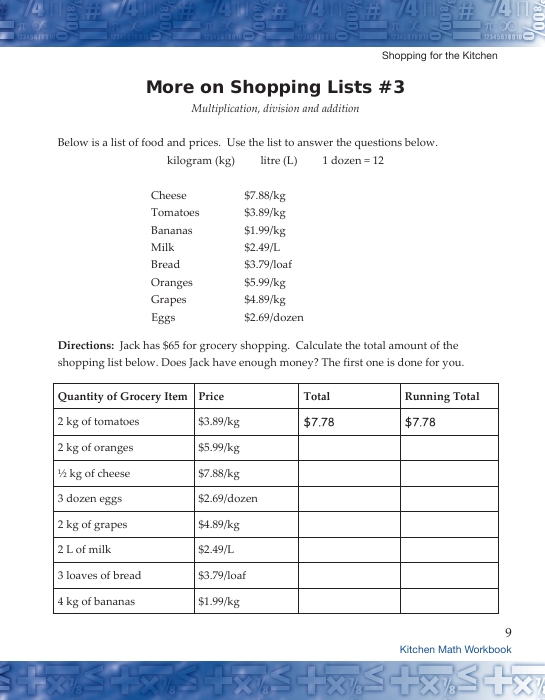 Shopping for the Kitchen
More on Shopping Lists #3
Multiplication, division and addition
Below is a list of food and prices. Use the list to answer the questions below.
kilogram (kg) litre (L) 1 dozen = 12
Cheese $7.88/kg
Tomatoes $3.89/kg
Bananas $1.99/kg
Milk $2.49/L
Bread $3.79/loaf
Oranges $5.99/kg
Grapes $4.89/kg
Eggs $2.69/dozen
Directions: Jack has $65 for grocery shopping. Calculate the total amount of the
shopping list below. Does Jack have enough money? The first one is done for you.
Quantity of Grocery Item Price Total Running Total
2 kg of tomatoes $3.89/kg $7.78 $7.78
2 kg of oranges $5.99/kg
½ kg of cheese $7.88/kg
3 dozen eggs $2.69/dozen
2 kg of grapes $4.89/kg
2 L of milk $2.49/L
3 loaves of bread $3.79/loaf
4 kg of bananas $1.99/kg
9
Kitchen Math Workbook